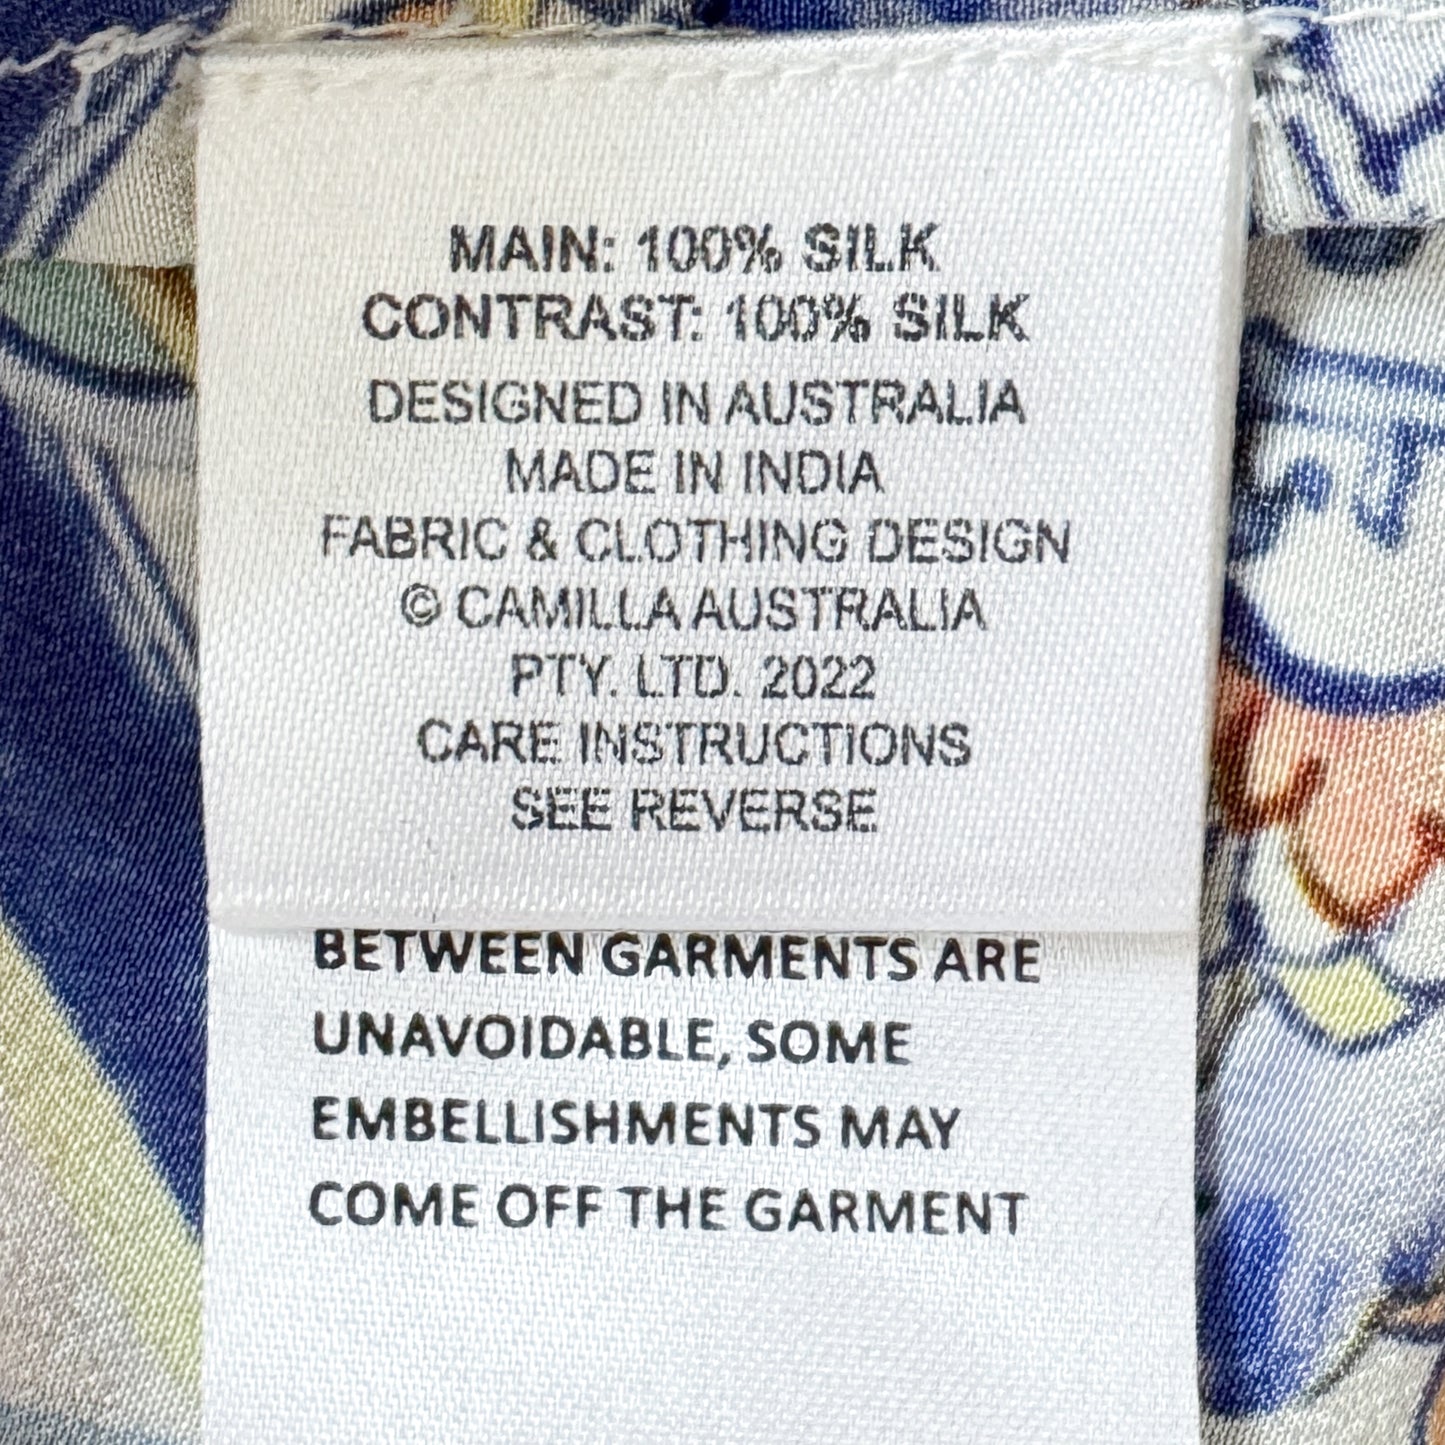 MAIN: 100% SILK
CONTRAST: 100% SILK
DESIGNED IN AUSTRALIA
MADE IN INDIA
FABRIC & CLOTHING DESIGN
© CAMILLA AUSTRALIA
PTY. LTD. 2022
CARE INSTRUCTIONS
SEE REVERSE
BETWEEN GARMENTS ARE
UNAVOIDABLE, SOME
EMBELLISHMENTS MAY
COME OFF THE GARMENT